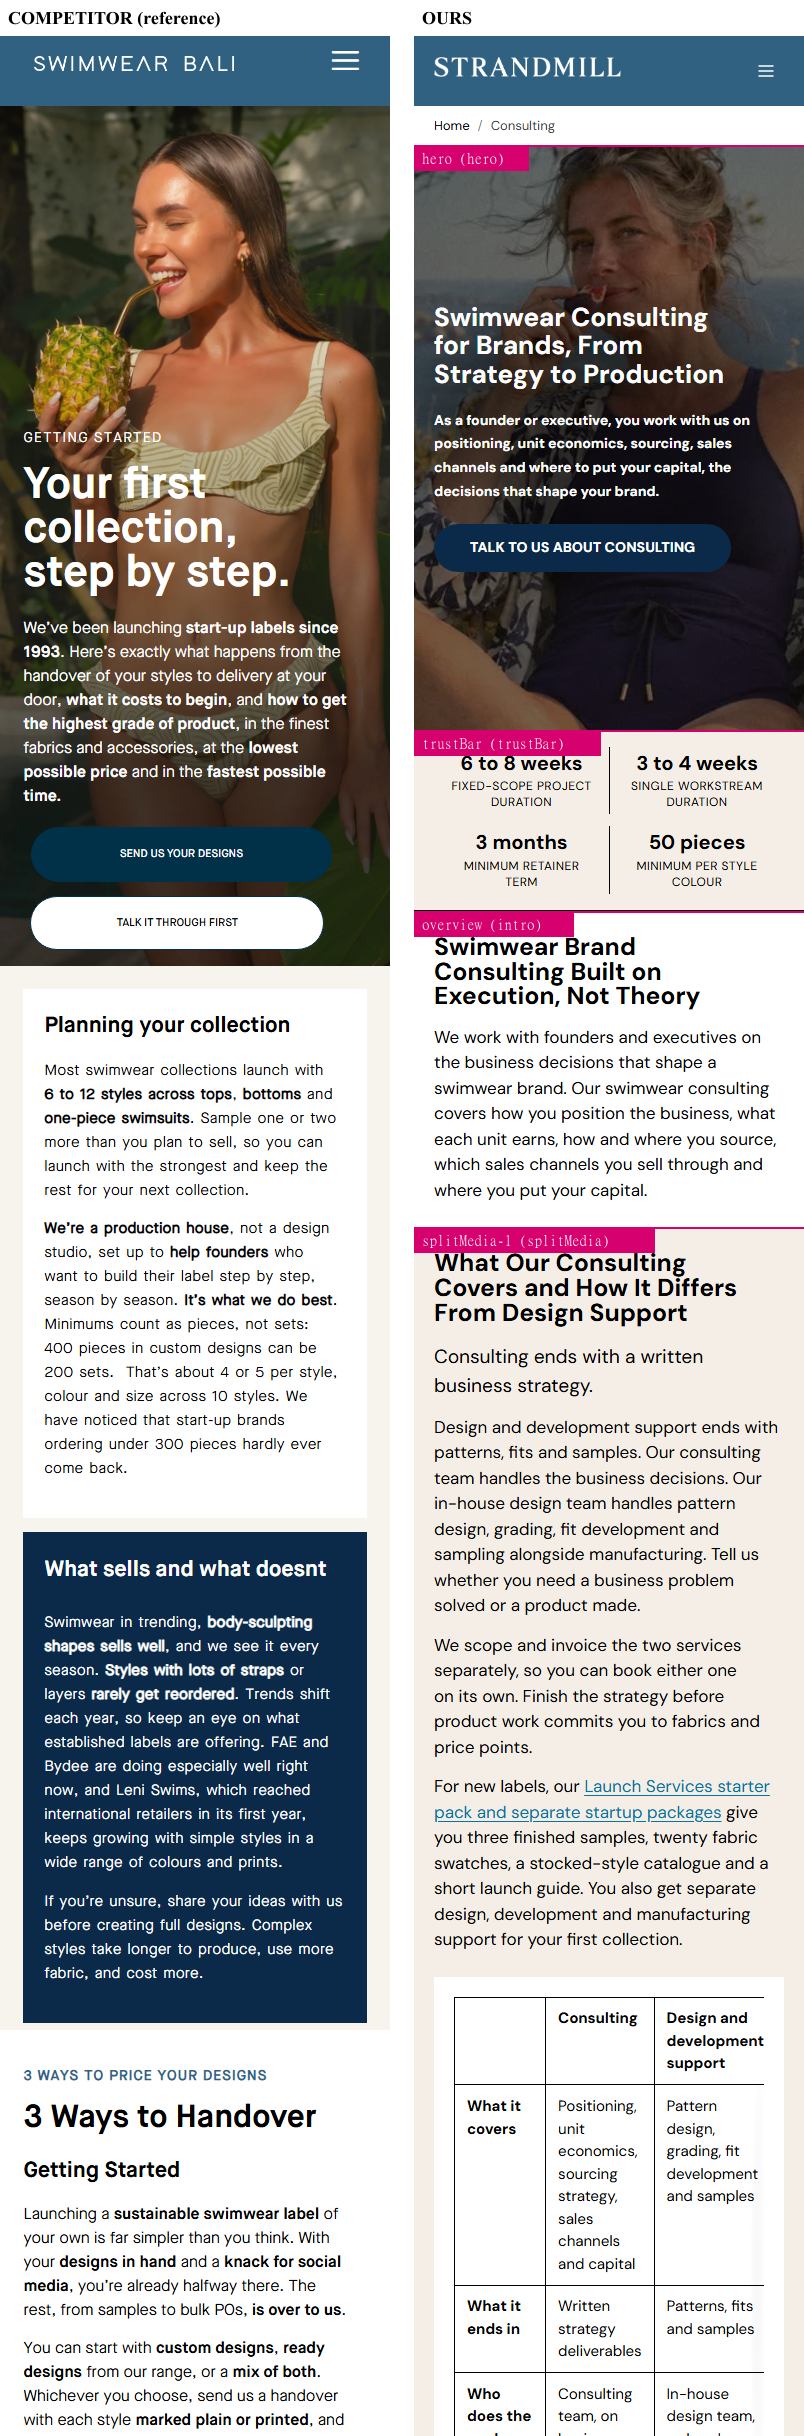 COMPETITOR (reference)
SWIMWEAR BALI
GETTING STARTED
Your first
collection,
step by step.
We've been launching start-up labels since
1993. Here's exactly what happens from the
handover of your styles to delivery at your
door, what it costs to begin, and how to get
the highest grade of product, in the finest
fabrics and accessories, at the lowest
possible price and in the fastest possible
time.
SEND US YOUR DESIGNS
TALK IT THROUGH FIRST
Planning your collection
Most swimwear collections launch with
6 to 12 styles across tops, bottoms and
one-piece swimsuits. Sample one or two
more than you plan to sell, so you can
launch with the strongest and keep the
rest for your next collection.
We're a production house, not a design
studio, set up to help founders who
want to build their label step by step,
season by season. It's what we do best.
Minimums count as pieces, not sets:
400 pieces in custom designs can be
200 sets. That's about 4 or 5 per style,
colour and size across 10 styles. We
have noticed that start-up brands
ordering under 300 pieces hardly ever
come back.
What sells and what doesnt
Swimwear in trending, body-sculpting
shapes sells well, and we see it every
season. Styles with lots of straps or
layers rarely get reordered. Trends shift
each year, so keep an eye on what
established labels are offering. FAE and
Bydee are doing especially well right
now, and Leni Swims, which reached
international retailers in its first year,
keeps growing with simple styles in a
wide range of colours and prints.
If you're unsure, share your ideas with us
before creating full designs. Complex
styles take longer to produce, use more
fabric, and cost more.
3 WAYS TO PRICE YOUR DESIGNS
3 Ways to Handover
Getting Started
Launching a sustainable swimwear label of
your own is far simpler than you think. With
your designs in hand and a knack for social
media, you're already halfway there. The
rest, from samples to bulk POs, is over to us.
You can start with custom designs, ready
designs from our range, or a mix of both.
Whichever you choose, send us a handover
with each style marked plain or printed, and
OURS
STRANDMILL
Home / Consulting
hero (hero)
Swimwear Consulting
for Brands, From
Strategy to Production
As a founder or executive, you work with us on
positioning, unit economics, sourcing, sales
channels and where to put your capital, the
decisions that shape your brand.
TALK TO US ABOUT CONSULTING
trustBar (trustBar)
6 to 8 weeks
FIXED-SCOPE PROJECT
DURATION
3 to 4 weeks
SINGLE WORKSTREAM
DURATION
3 months
MINIMUM RETAINER
TERM
50 pieces
MINIMUM PER STYLE
COLOUR
overview (intro)
Swimwear Brand
Consulting Built on
Execution, Not Theory
We work with founders and executives on
the business decisions that shape a
swimwear brand. Our swimwear consulting
covers how you position the business, what
each unit earns, how and where you source,
which sales channels you sell through and
where you put your capital.
splitMedia-1 (splitMedia)
What Our Consulting
Covers and How It Differs
From Design Support
Consulting ends with a written
business strategy.
Design and development support ends with
patterns, fits and samples. Our consulting
team handles the business decisions. Our
in-house design team handles pattern
design, grading, fit development and
sampling alongside manufacturing. Tell us
whether you need a business problem
solved or a product made.
We scope and invoice the two services
separately, so you can book either one
on its own. Finish the strategy before
product work commits you to fabrics and
price points.
For new labels, our Launch Services starter
pack and separate startup packages give
you three finished samples, twenty fabric
swatches, a stocked-style catalogue and a
short launch guide. You also get separate
design, development and manufacturing
support for your first collection.
Consulting
Design and
development
support
What it
covers
Positioning,
unit
economics,
sourcing
strategy,
sales
channels
and capital
Pattern
design,
grading, fit
development
and samples
What it
ends in
Written
strategy
deliverables
Patterns, fits
and samples
Who
does the
Consulting
team, on
In-house
design team,